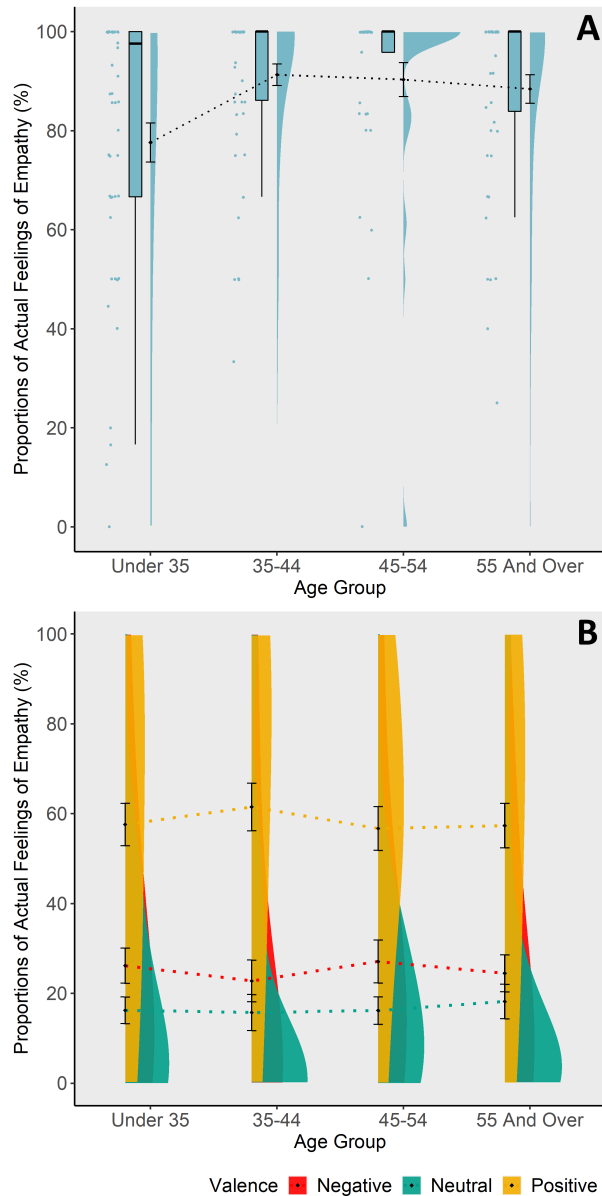 A
Proportions of Actual Feelings of Empathy (%)
100
80
60
40
20
0
Under 35 35-44 45-54 55 And Over
Age Group
B
Proportions of Actual Feelings of Empathy (%)
100
80
60
40
20
0
Under 35 35-44 45-54 55 And Over
Age Group
Valence Negative Neutral Positive